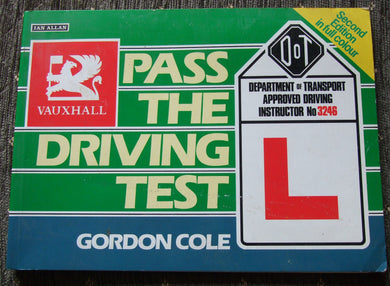 IAN ALLAN
VAUXHALL
PASS
THE
DRIVING
TEST
GORDON COLE
Second
Edition
in full colour
DoT
DEPARTMENT OF TRANSPORT
APPROVED DRIVING
INSTRUCTOR No 3246
L